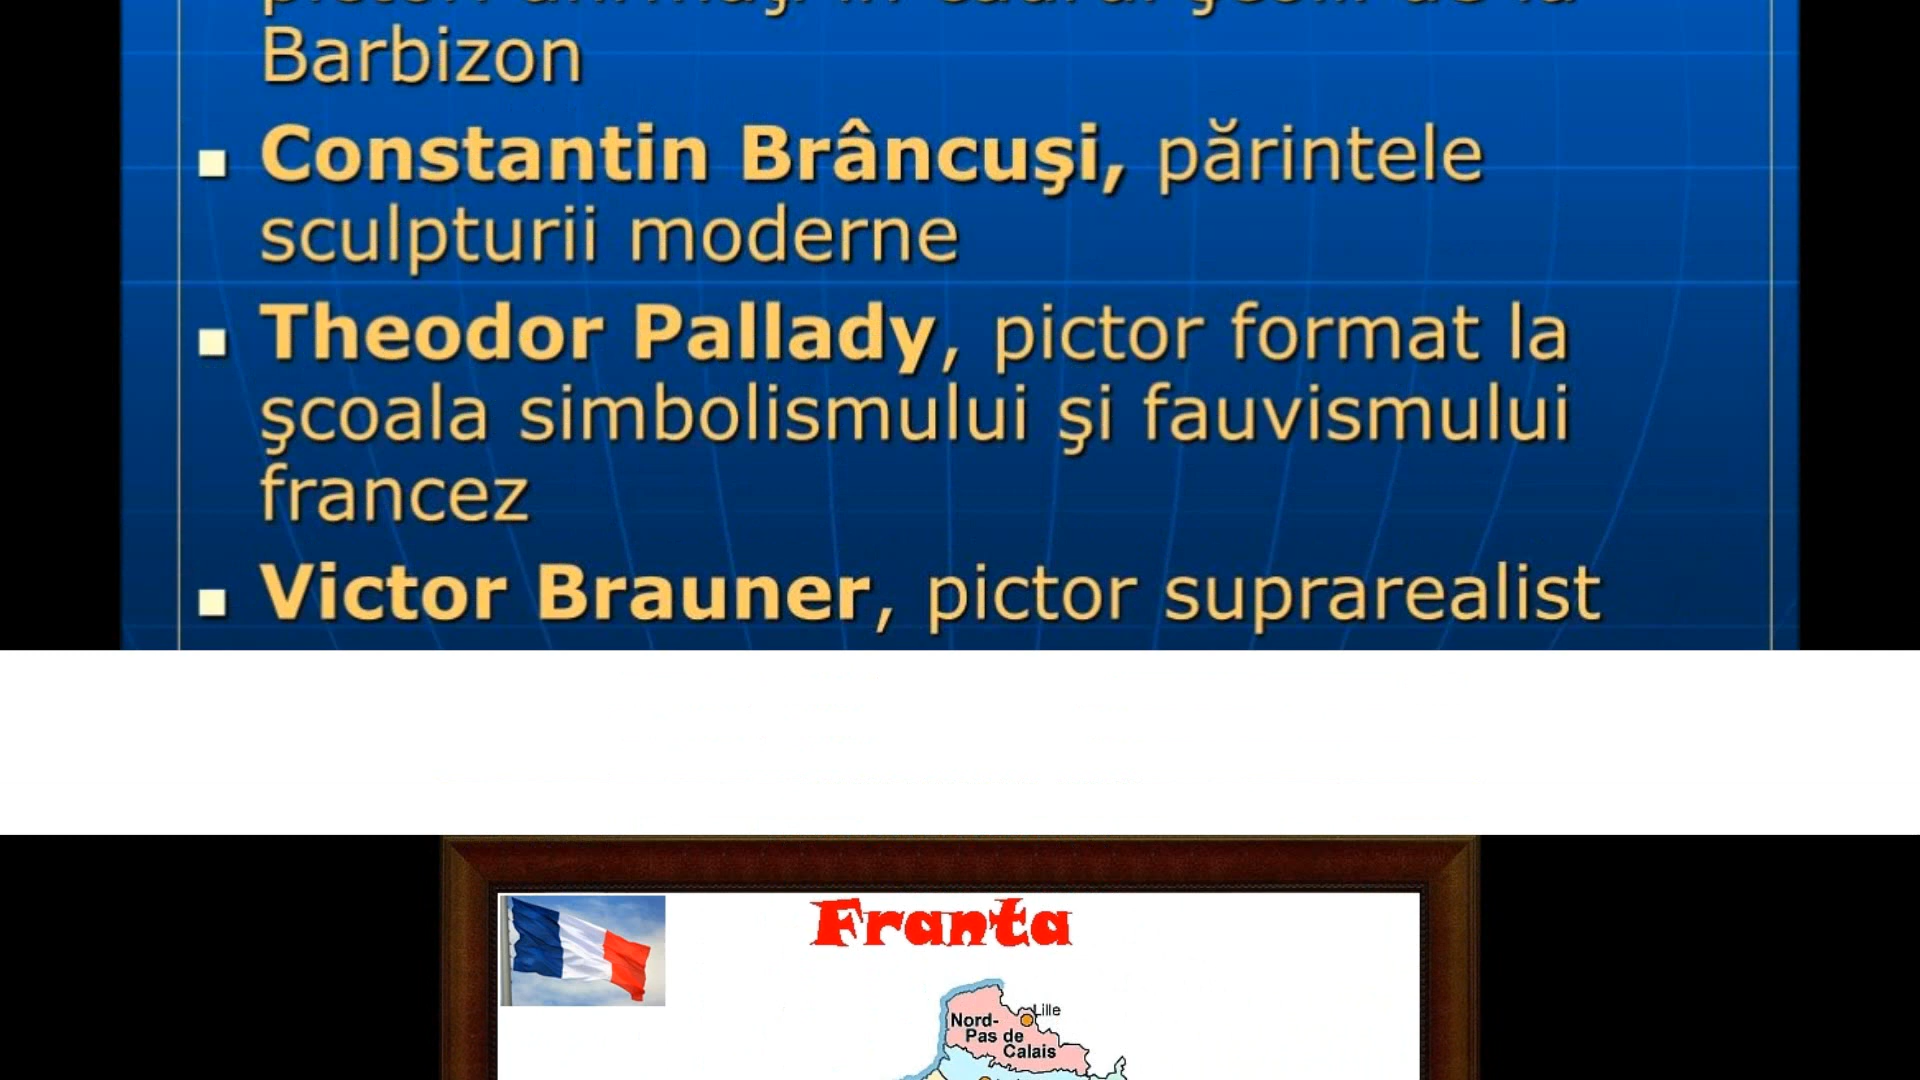 Barbizon
Constantin Brâncuşi, părintele
sculpturii moderne
Theodor Pallady, pictor format la
şcoala simbolismului şi fauvismului
francez
Victor Brauner, pictor suprarealist
Franta
Lille
Nord-
Pas de
Calais